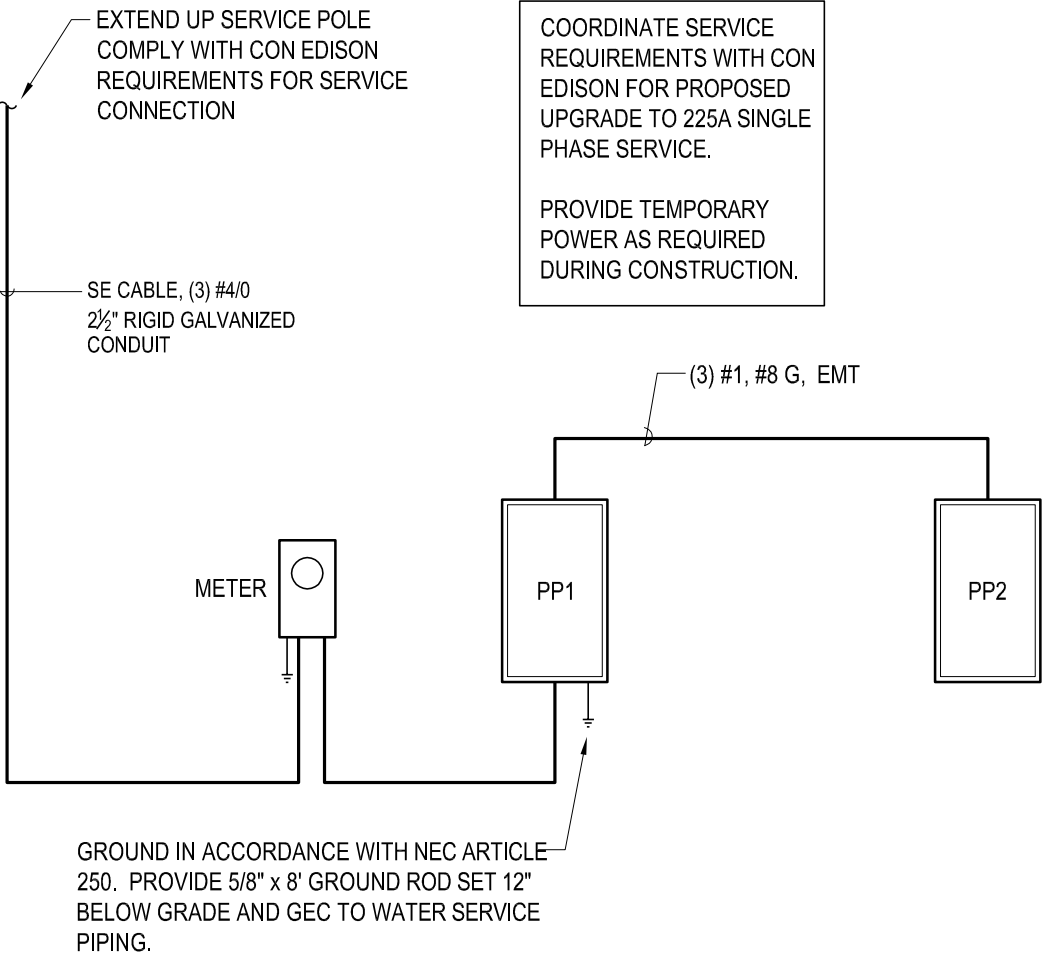 EXTEND UP SERVICE POLE
COMPLY WITH CON EDISON
REQUIREMENTS FOR SERVICE
CONNECTION
COORDINATE SERVICE
REQUIREMENTS WITH CON
EDISON FOR PROPOSED
UPGRADE TO 225A SINGLE
PHASE SERVICE.
PROVIDE TEMPORARY
POWER AS REQUIRED
DURING CONSTRUCTION.
SE CABLE, (3) #4/0
2½" RIGID GALVANIZED
CONDUIT
(3) #1, #8 G, EMT
METER
PP1
PP2
GROUND IN ACCORDANCE WITH NEC ARTICLE
250. PROVIDE 5/8" x 8' GROUND ROD SET 12"
BELOW GRADE AND GEC TO WATER SERVICE
PIPING.